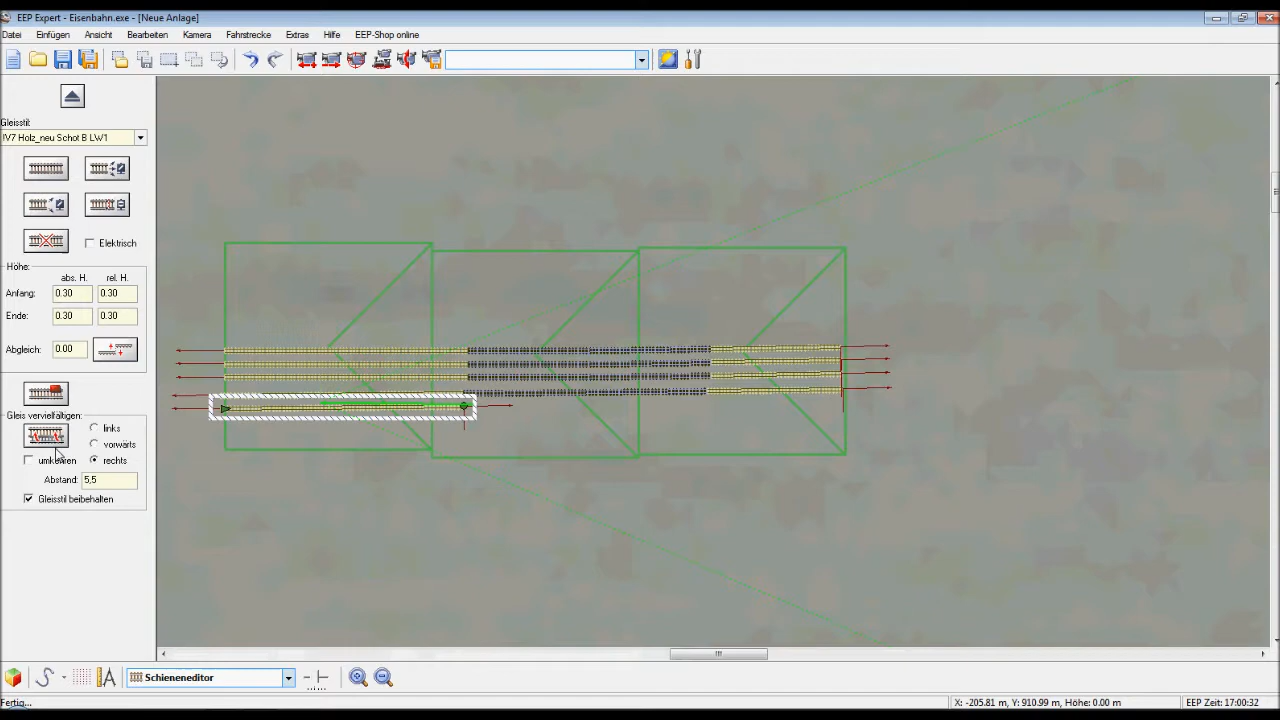 EEP Expert - Eisenbahn.exe - [Neue Anlage]
Datei Einfügen Ansicht Bearbeiten Kamera Fahrstrecke Extras Hilfe EEP-Shop online
Gleisstil:
IV7 Holz_neu Schot B LW1
Elektrisch
Höhe:
abs. H. rel. H.
Anfang: 0.30 0.30
Ende: 0.30 0.30
Abgleich: 0.00
Gleis vervielfältigen:
links
vorwärts
umkehren rechts
Abstand: 5,5
Gleisstil beibehalten
Schieneneditor
Fertig... X: -205.81 m, Y: 910.99 m, Höhe: 0.00 m EEP Zeit: 17:00:32